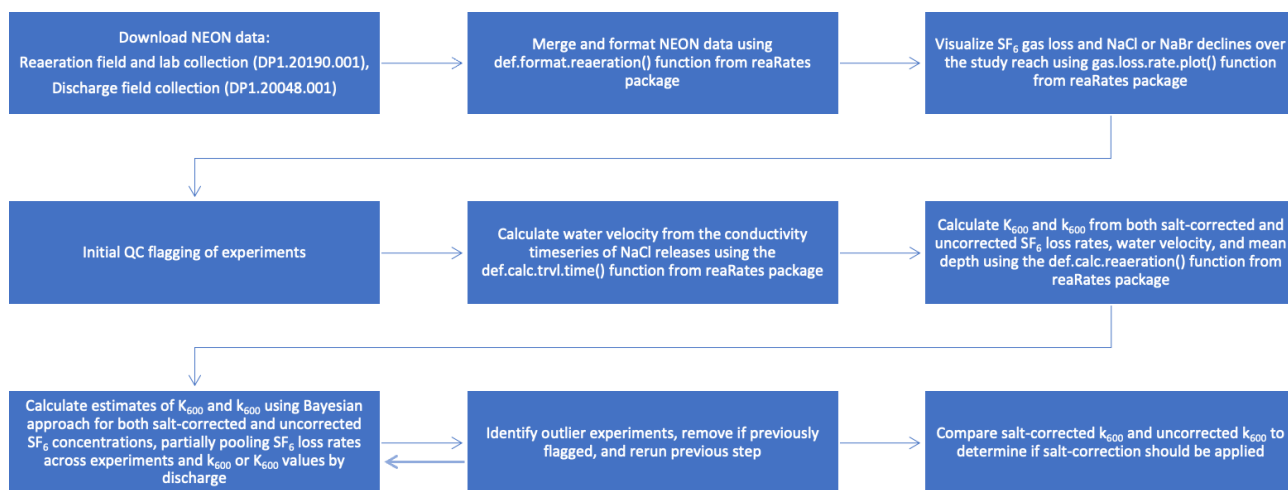 Download NEON data:
Reaeration field and lab collection (DP1.20190.001),
Discharge field collection (DP1.20048.001)
Merge and format NEON data using
def.format.reaeration() function from reaRates
package
Visualize SF₆ gas loss and NaCl or NaBr declines over
the study reach using gas.loss.rate.plot() function
from reaRates package
Initial QC flagging of experiments
Calculate water velocity from the conductivity
timeseries of NaCl releases using the
def.calc.trvl.time() function from reaRates package
Calculate K₆₀₀ and k₆₀₀ from both salt-corrected and
uncorrected SF₆ loss rates, water velocity, and mean
depth using the def.calc.reaeration() function from
reaRates package
Calculate estimates of K₆₀₀ and k₆₀₀ using Bayesian
approach for both salt-corrected and uncorrected
SF₆ concentrations, partially pooling SF₆ loss rates
across experiments and k₆₀₀ or K₆₀₀ values by
discharge
Identify outlier experiments, remove if previously
flagged, and rerun previous step
Compare salt-corrected k₆₀₀ and uncorrected k₆₀₀ to
determine if salt-correction should be applied